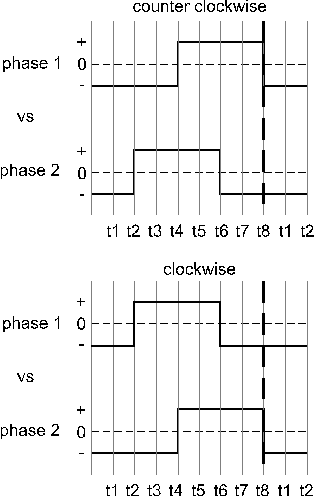 counter clockwise
+
phase 1 0
-
vs
+
phase 2 0
-
t1 t2 t3 t4 t5 t6 t7 t8 t1 t2
clockwise
+
phase 1 0
-
vs
+
phase 2 0
-
t1 t2 t3 t4 t5 t6 t7 t8 t1 t2